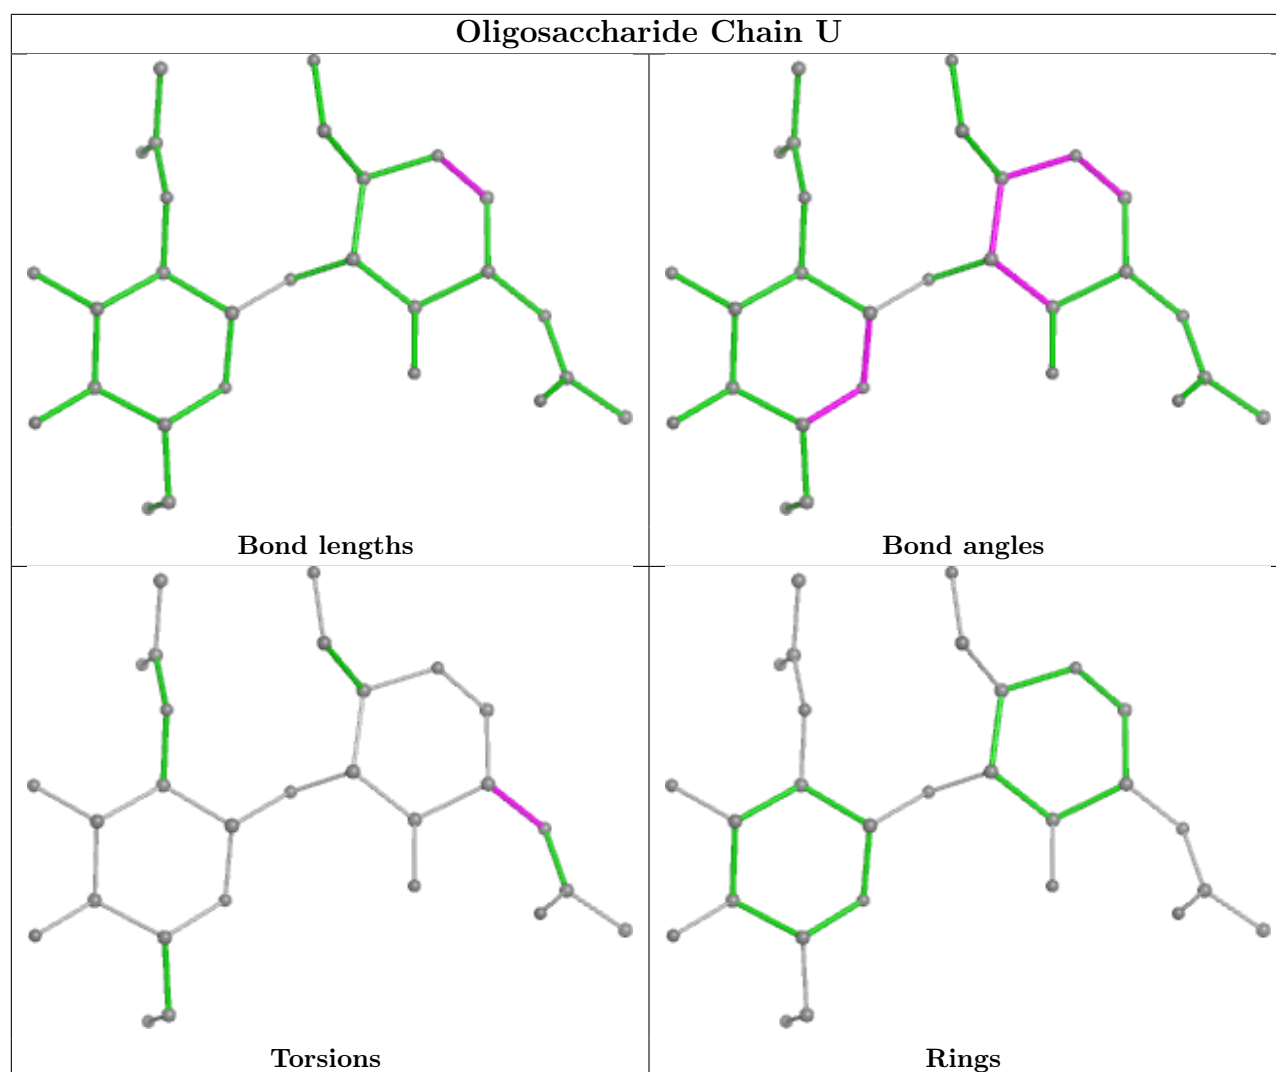 Oligosaccharide Chain U
Bond lengths
Bond angles
Torsions
Rings